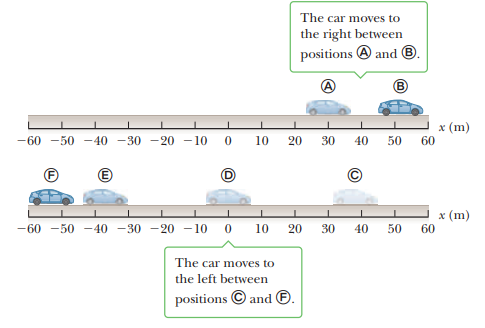 The car moves to
the right between
positions Ⓐ and Ⓑ.
Ⓐ Ⓑ
−60 −50 −40 −30 −20 −10 0 10 20 30 40 50 60 x (m)
Ⓕ Ⓔ Ⓓ Ⓒ
−60 −50 −40 −30 −20 −10 0 10 20 30 40 50 60 x (m)
The car moves to
the left between
positions Ⓒ and Ⓕ.